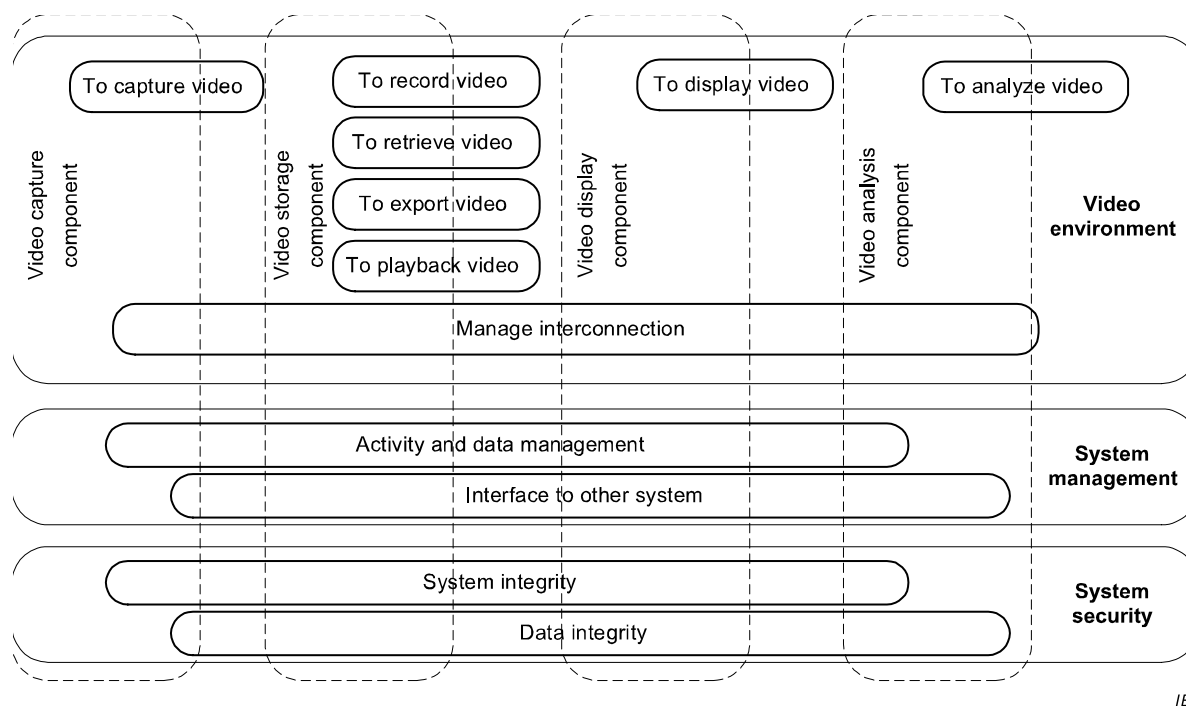 To capture video
To record video
To display video
To analyze video
To retrieve video
To export video
To playback video
Video capture
component
Video storage
component
Video display
component
Video analysis
component
Video
environment
Manage interconnection
Activity and data management
Interface to other system
System
management
System integrity
Data integrity
System
security